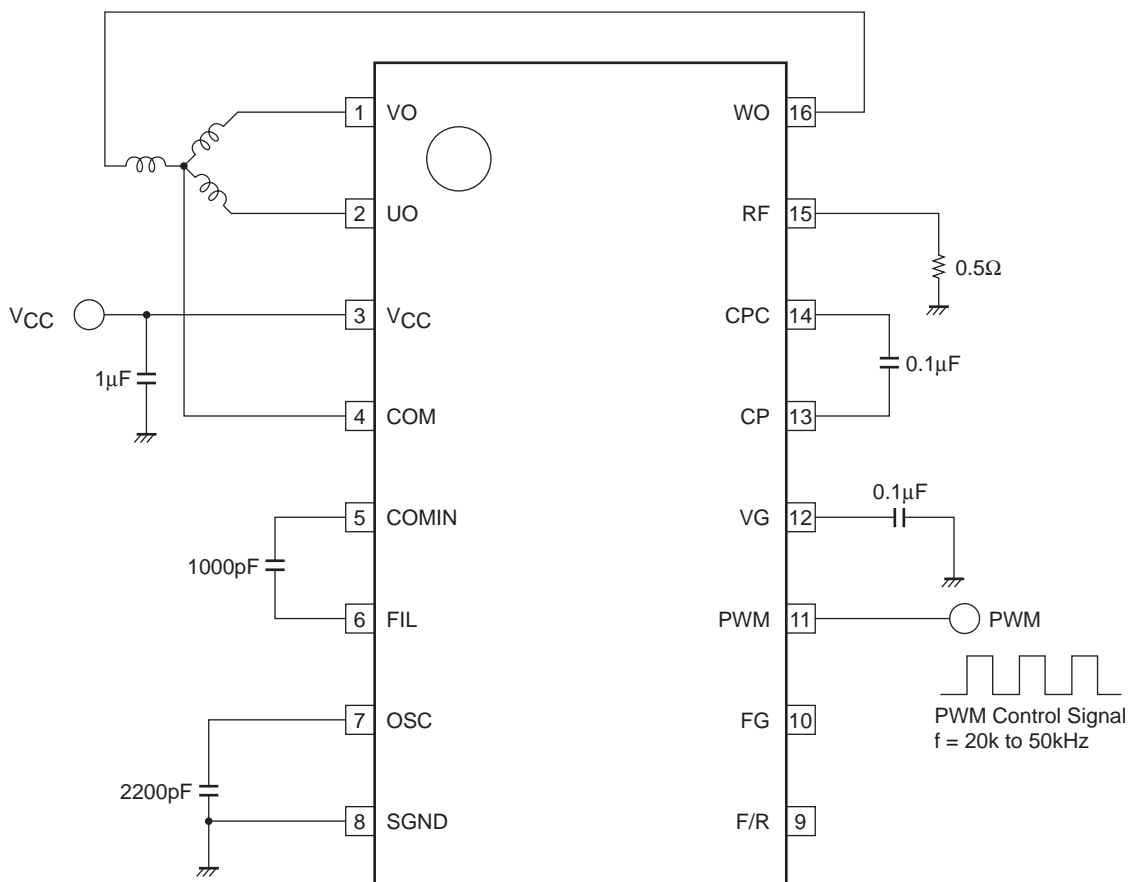 1 VO
WO 16
2 UO
RF 15
0.5Ω
VCC
3 VCC
CPC 14
1μF
0.1μF
4 COM
CP 13
0.1μF
5 COMIN
VG 12
1000pF
6 FIL
PWM 11
PWM
7 OSC
FG 10
PWM Control Signal
f = 20k to 50kHz
2200pF
8 SGND
F/R 9